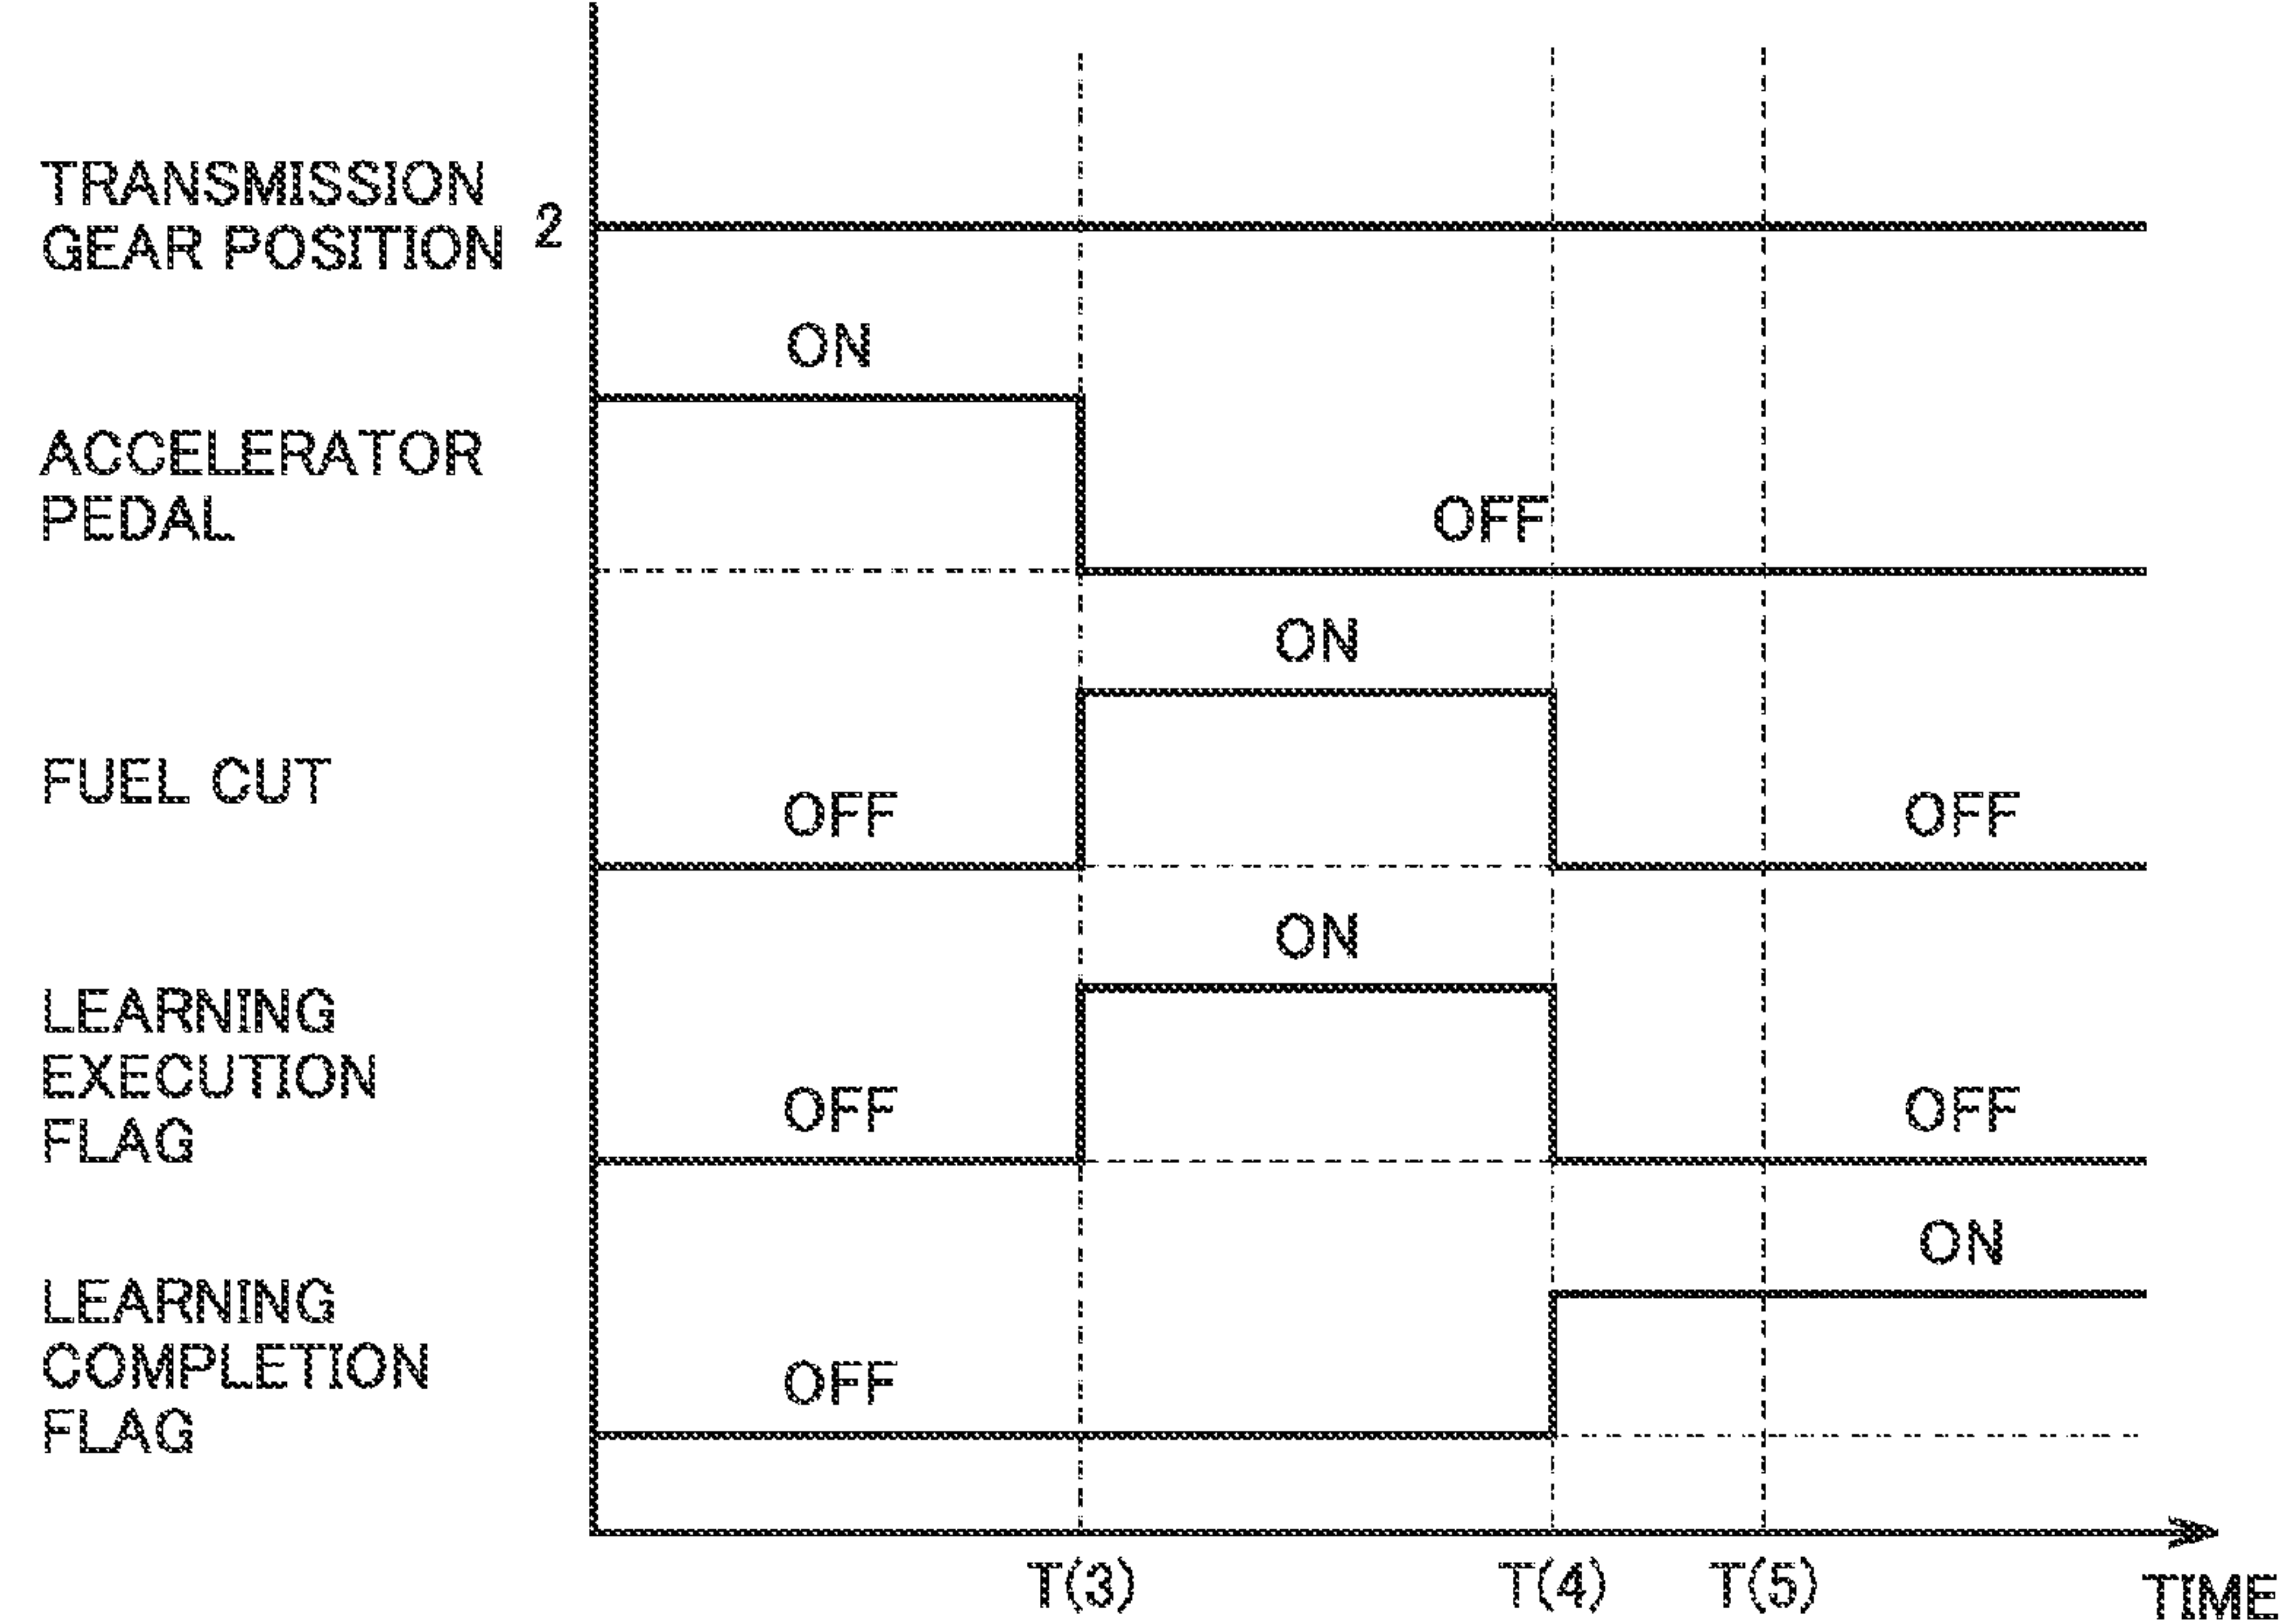 TRANSMISSION
GEAR POSITION 2
ON
ACCELERATOR
PEDAL
OFF
ON
FUEL CUT
OFF OFF
ON
LEARNING
EXECUTION
FLAG
OFF OFF
ON
LEARNING
COMPLETION
FLAG
OFF
T(3) T(4) T(5) TIME